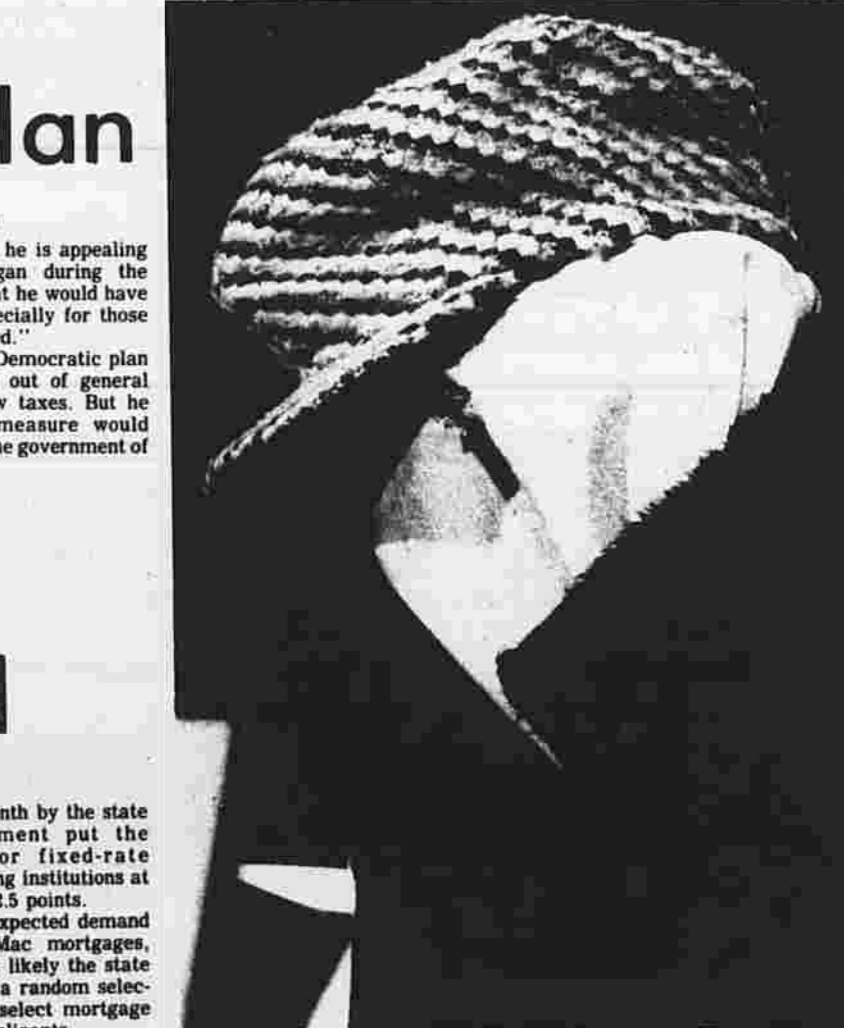 lan
he is appealing
gan during the
at he would have
ecially for those
d."
Democratic plan
out of general
w taxes. But he
measure would
he government of
nth by the state
ment put the
or fixed-rate
ng institutions at
2.5 points.
xpected demand
Mac mortgages,
likely the state
a random selec-
select mortgage